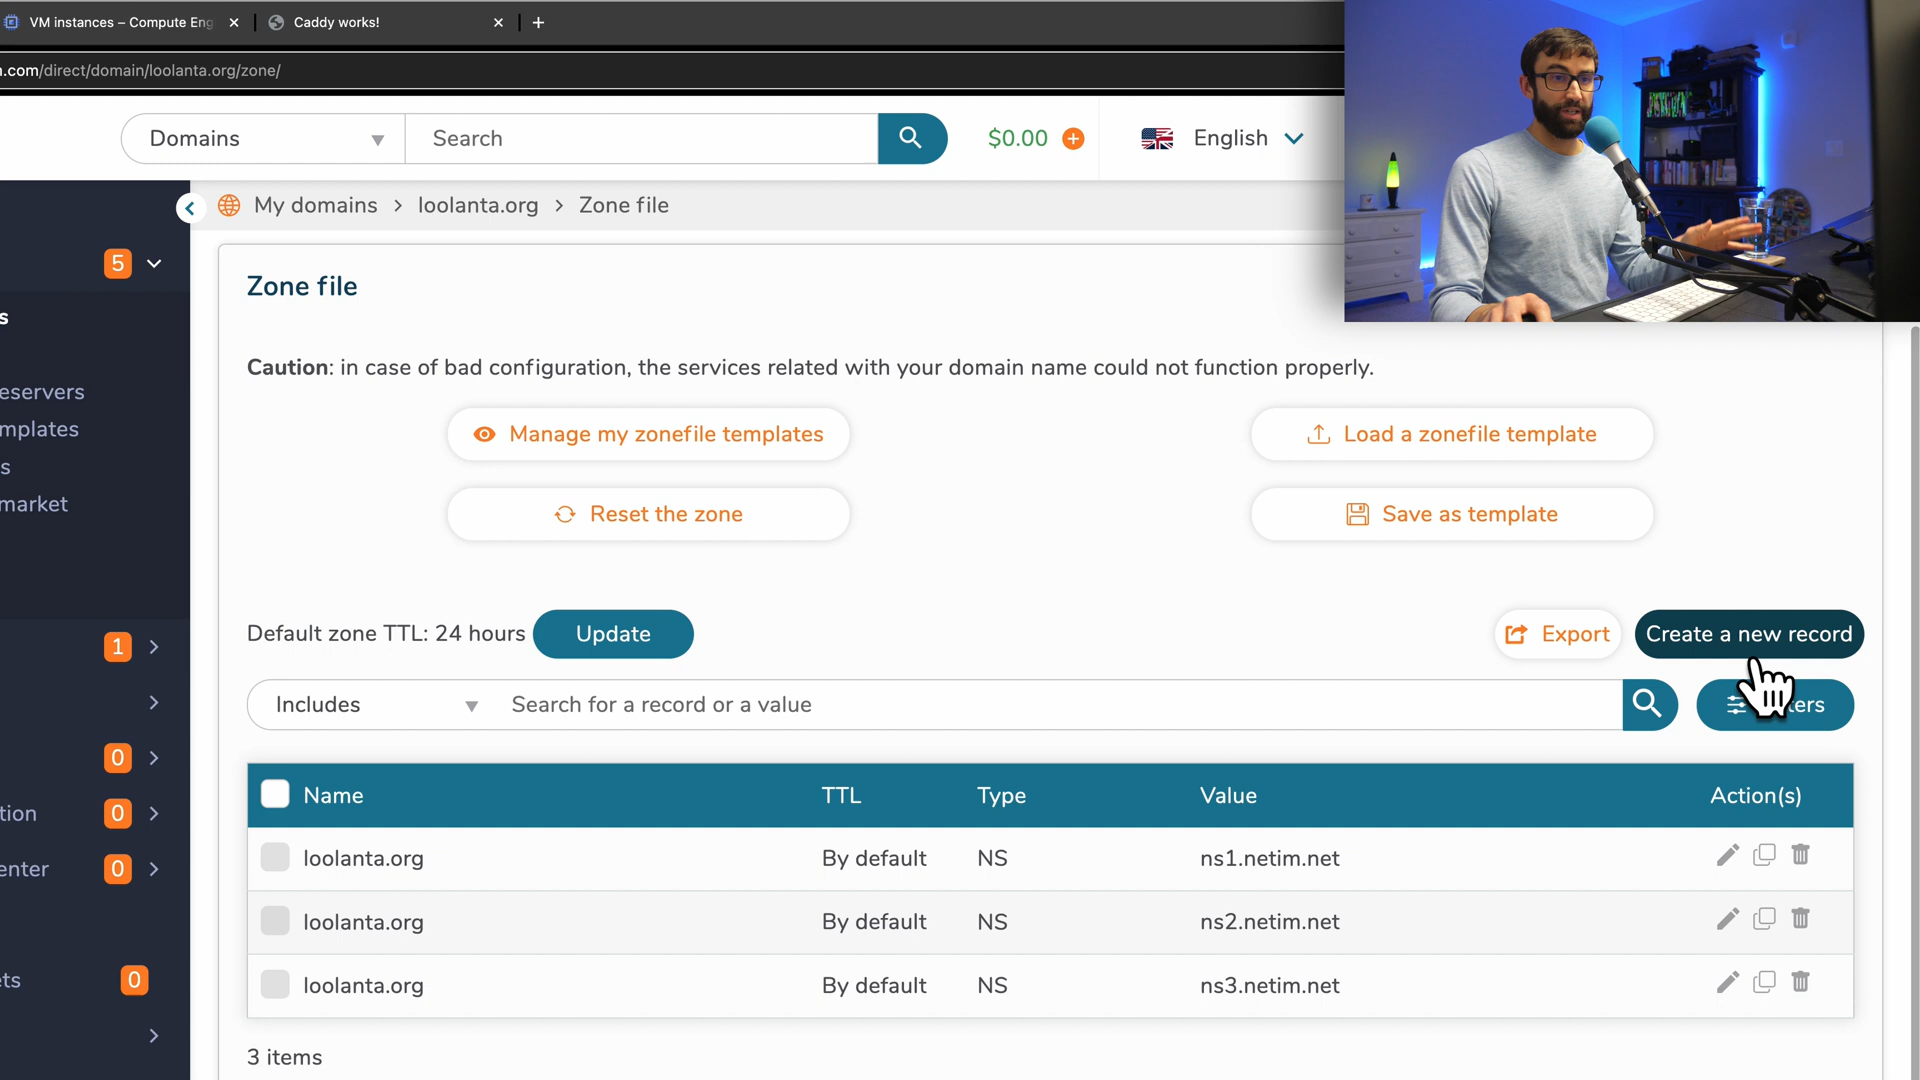 VM instances – Compute Eng
Caddy works!
.com/direct/domain/loolanta.org/zone/
Domains
Search
$0.00
English
My domains > loolanta.org > Zone file
5
s
eservers
mplates
s
market
1
0
tion 0
enter 0
ets 0
Zone file
Caution: in case of bad configuration, the services related with your domain name could not function properly.
Manage my zonefile templates
Load a zonefile template
Reset the zone
Save as template
Default zone TTL: 24 hours
Update
Export
Create a new record
Includes
Search for a record or a value
ters
Name TTL Type Value Action(s)
loolanta.org By default NS ns1.netim.net
loolanta.org By default NS ns2.netim.net
loolanta.org By default NS ns3.netim.net
3 items